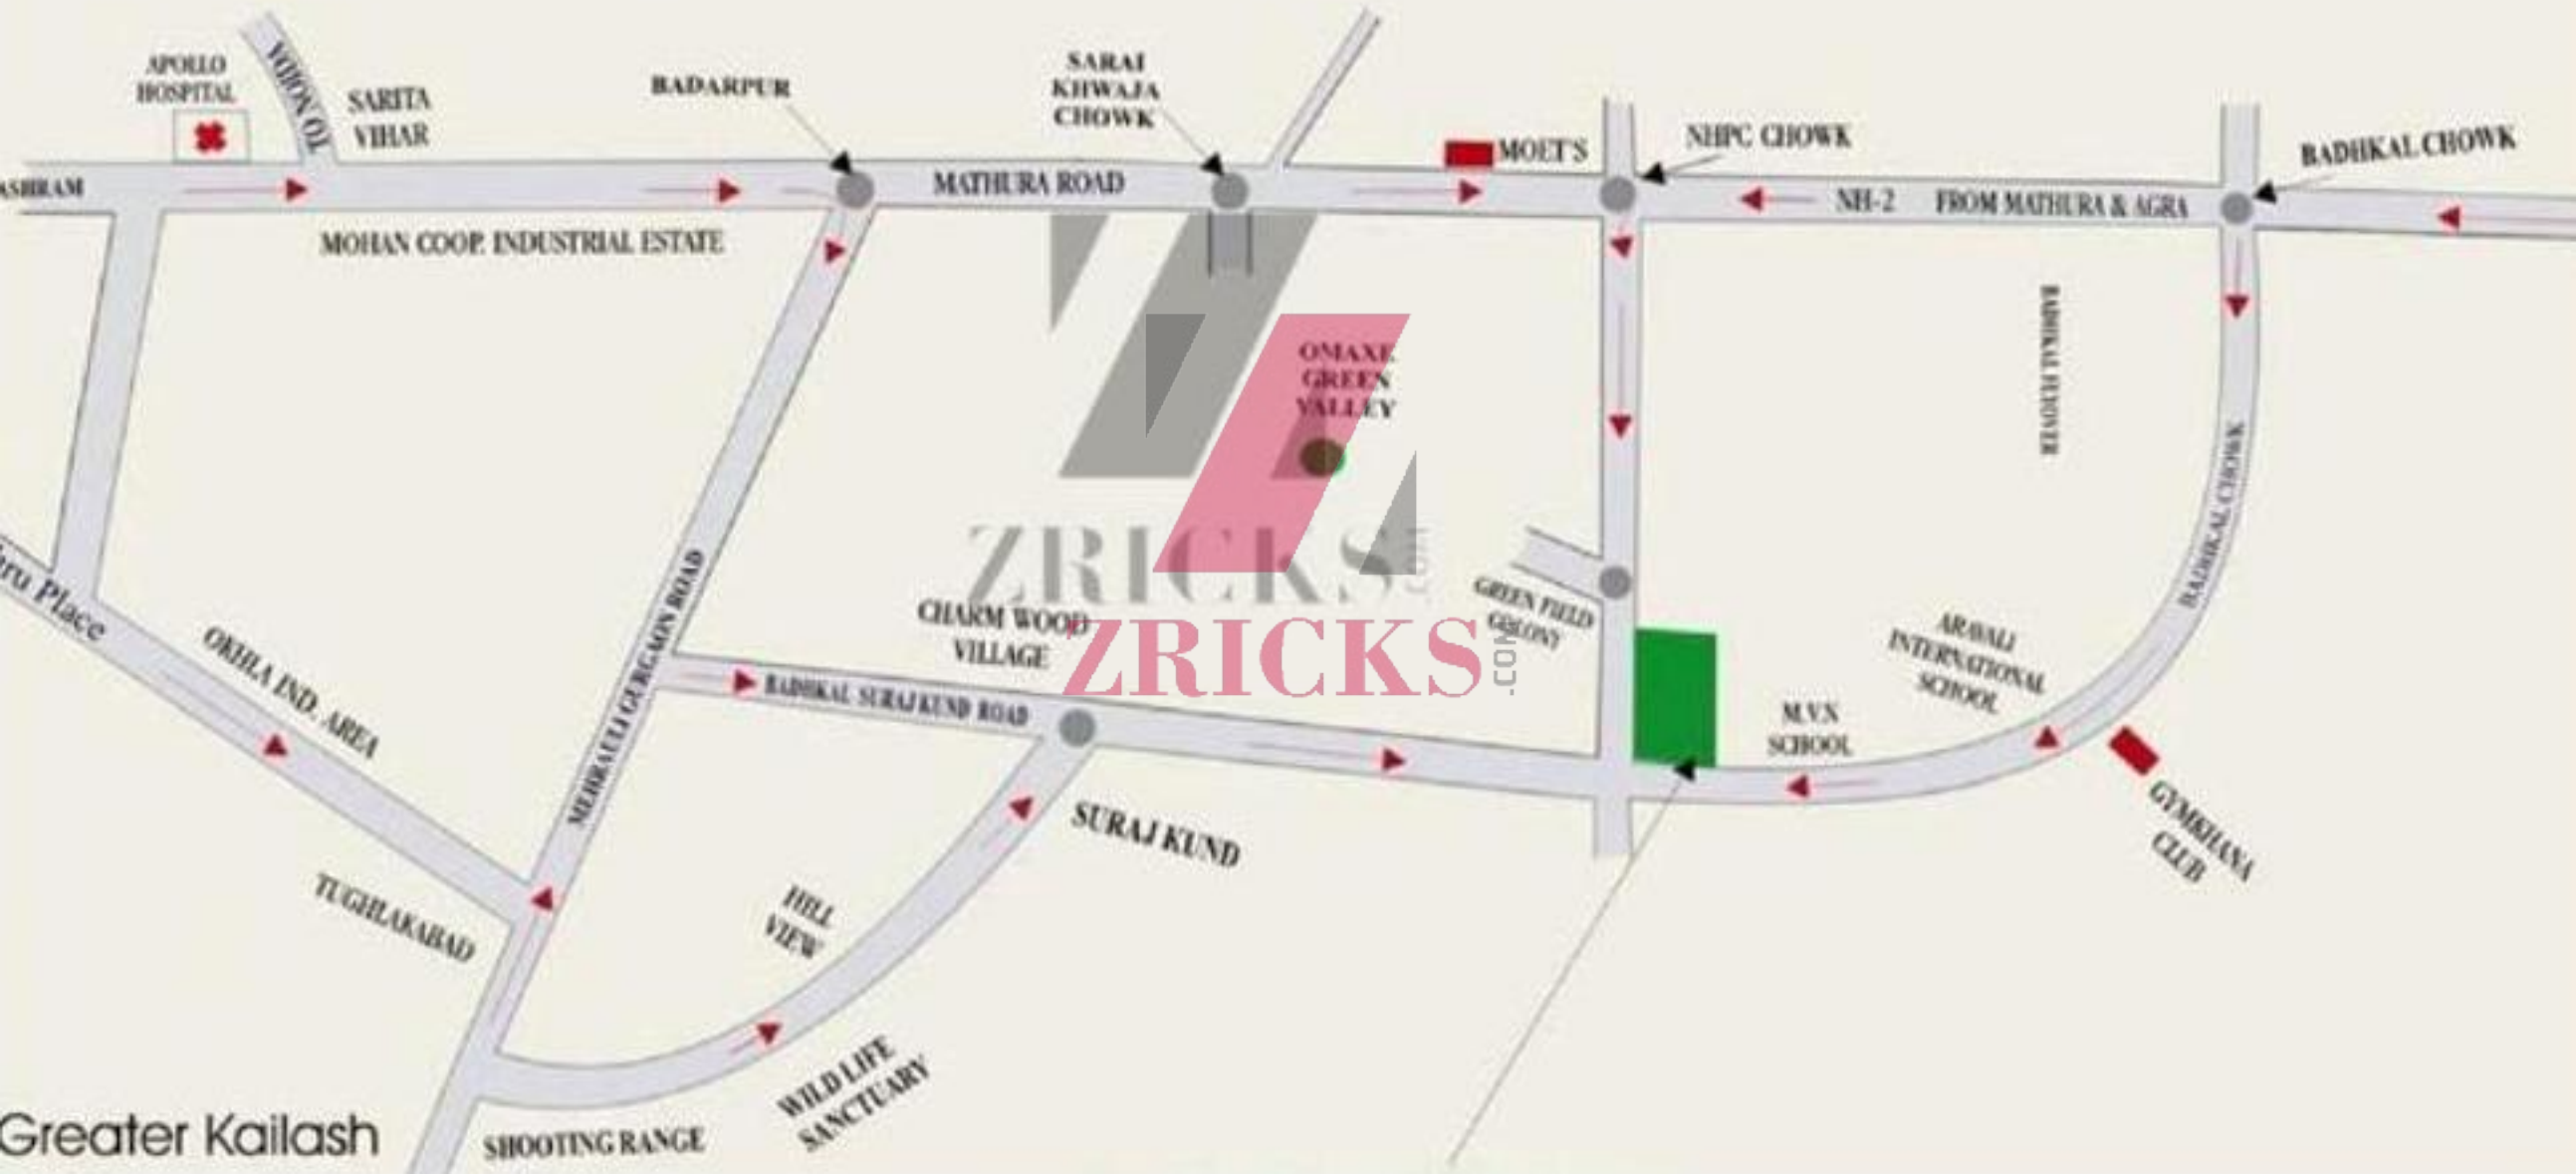 APOLLO
HOSPITAL
TO NOIDA
SARITA
VIHAR
BADARPUR
SARAI
KHWAJA
CHOWK
MOET'S
NHPC CHOWK
BADHKAL CHOWK
ASHRAM
MATHURA ROAD
NH-2 FROM MATHURA & AGRA
MOHAN COOP. INDUSTRIAL ESTATE
OMAXE
GREEN
VALLEY
BADHKAL FLYOVER
BADHKAL CHOWK
ZRICKS
ZRICKS
.COM
MEHRAULI GURGAON ROAD
CHARM WOOD
VILLAGE
GREEN FIELD
COLONY
BADHKAL SURAJ KUND ROAD
ARAVALI
INTERNATIONAL
SCHOOL
M.V.N
SCHOOL
GYMKHANA
CLUB
ru Place
OKHLA IND. AREA
SURAJ KUND
TUGHLAKABAD
HILL
VIEW
WILD LIFE
SANCTUARY
Greater Kailash
SHOOTING RANGE